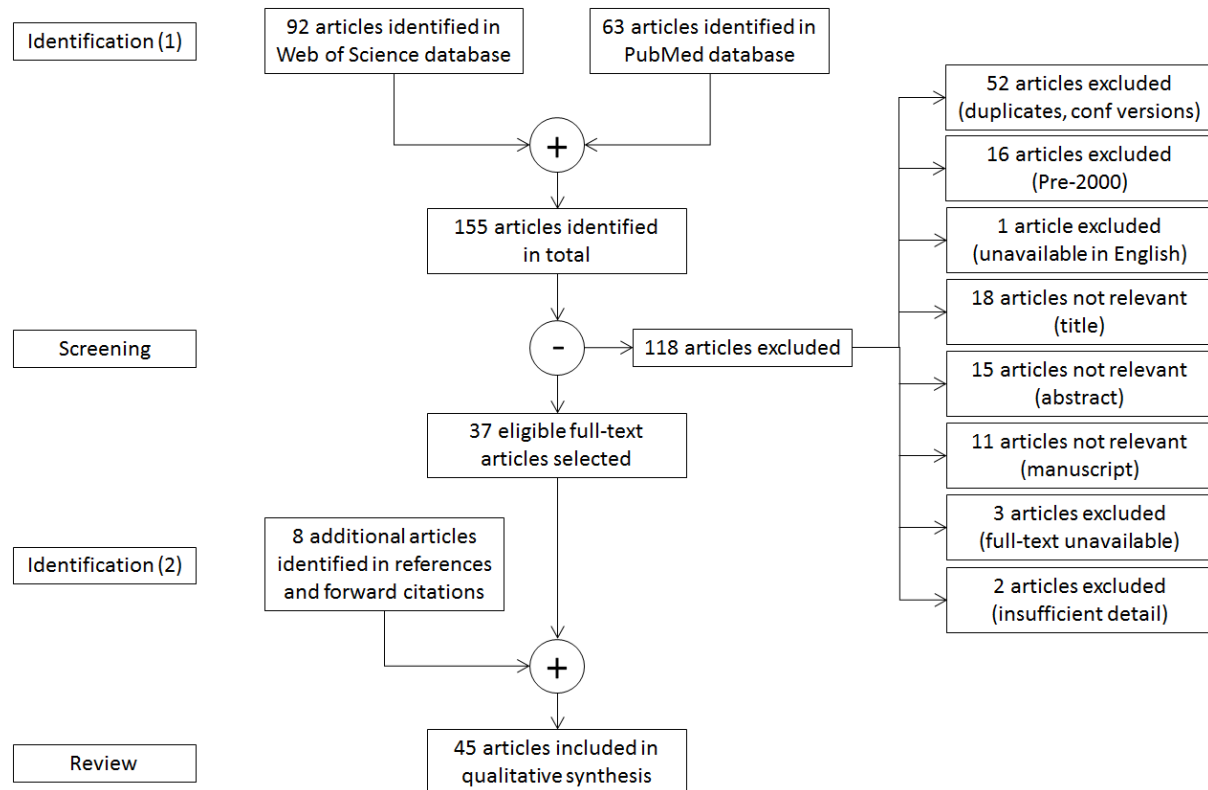 Identification (1)
92 articles identified in
Web of Science database
63 articles identified in
PubMed database
+
155 articles identified
in total
Screening
-
118 articles excluded
52 articles excluded
(duplicates, conf versions)
16 articles excluded
(Pre-2000)
1 article excluded
(unavailable in English)
18 articles not relevant
(title)
15 articles not relevant
(abstract)
11 articles not relevant
(manuscript)
3 articles excluded
(full-text unavailable)
2 articles excluded
(insufficient detail)
37 eligible full-text
articles selected
Identification (2)
8 additional articles
identified in references
and forward citations
+
Review
45 articles included in
qualitative synthesis